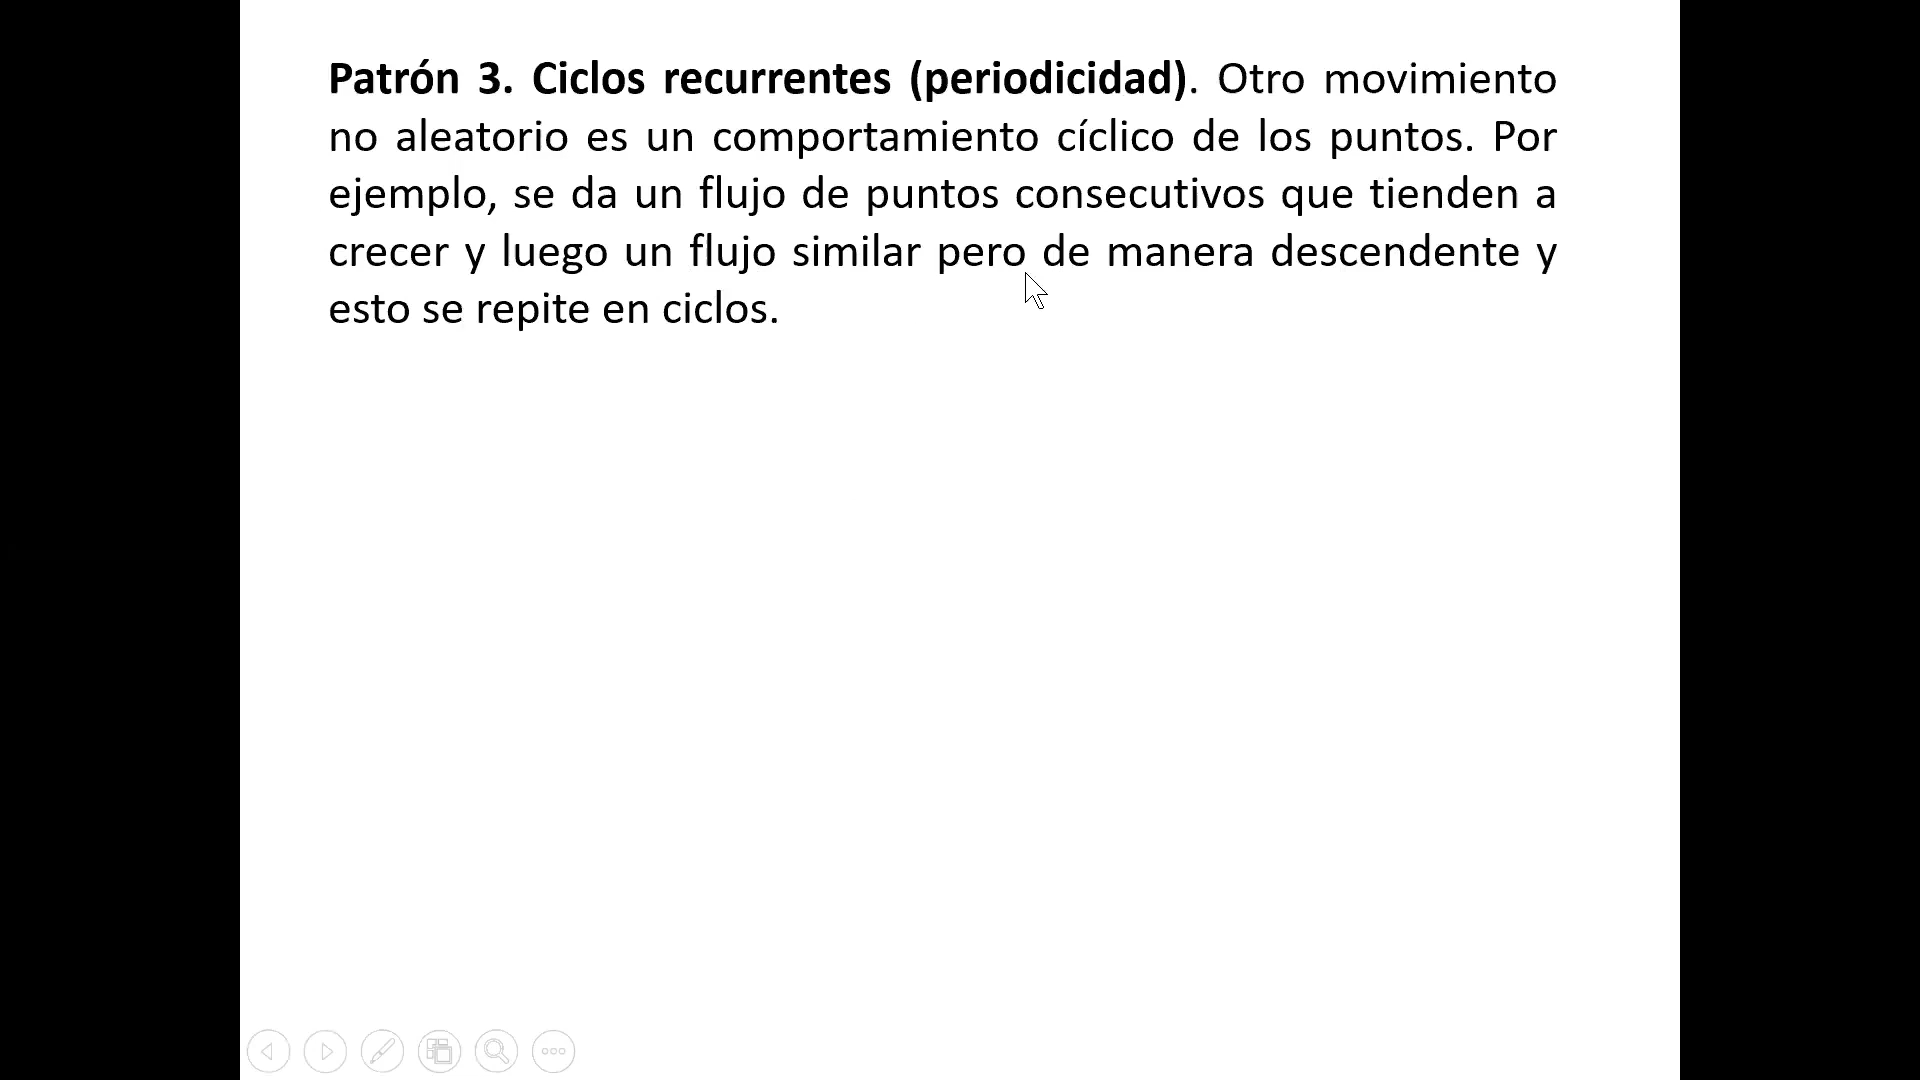 Patrón 3. Ciclos recurrentes (periodicidad). Otro movimiento
no aleatorio es un comportamiento cíclico de los puntos. Por
ejemplo, se da un flujo de puntos consecutivos que tienden a
crecer y luego un flujo similar pero de manera descendente y
esto se repite en ciclos.